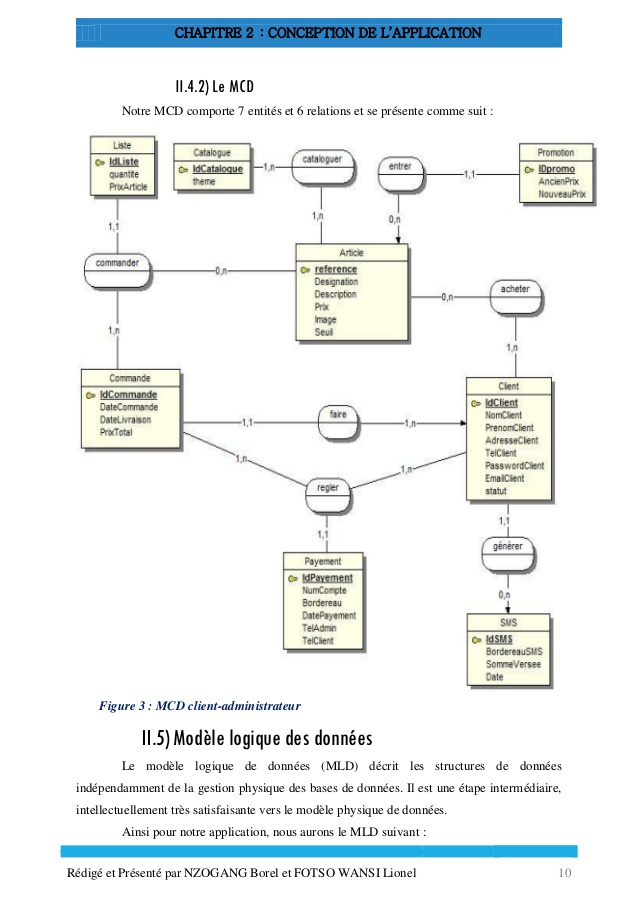 CHAPITRE 2 : CONCEPTION DE L'APPLICATION
II.4.2) Le MCD
Notre MCD comporte 7 entités et 6 relations et se présente comme suit :
Liste
IdListe
quantite
PrixArticle
Catalogue
IdCatalogue
theme
1,n
cataloguer
entrer
1,1
Promotion
IDpromo
AncienPrix
NouveauPrix
1,1
1,n
0,n
commander
0,n
Article
reference
Designation
Description
Prix
Image
Seuil
0,n
acheter
1,n
1,n
Commande
IdCommande
DateCommande
DateLivraison
PrixTotal
1,1
faire
1,n
Client
IdClient
NomClient
PrenomClient
AdresseClient
TelClient
PasswordClient
EmailClient
statut
1,n
regler
1,n
1,1
1,1
générer
0,n
Payement
IdPayement
NumCompte
Bordereau
DatePayement
TelAdmin
TelClient
SMS
IdSMS
BordereauSMS
SommeVersee
Date
Figure 3 : MCD client-administrateur
II.5) Modèle logique des données
Le modèle logique de données (MLD) décrit les structures de données
indépendamment de la gestion physique des bases de données. Il est une étape intermédiaire,
intellectuellement très satisfaisante vers le modèle physique de données.
Ainsi pour notre application, nous aurons le MLD suivant :
Rédigé et Présenté par NZOGANG Borel et FOTSO WANSI Lionel 10